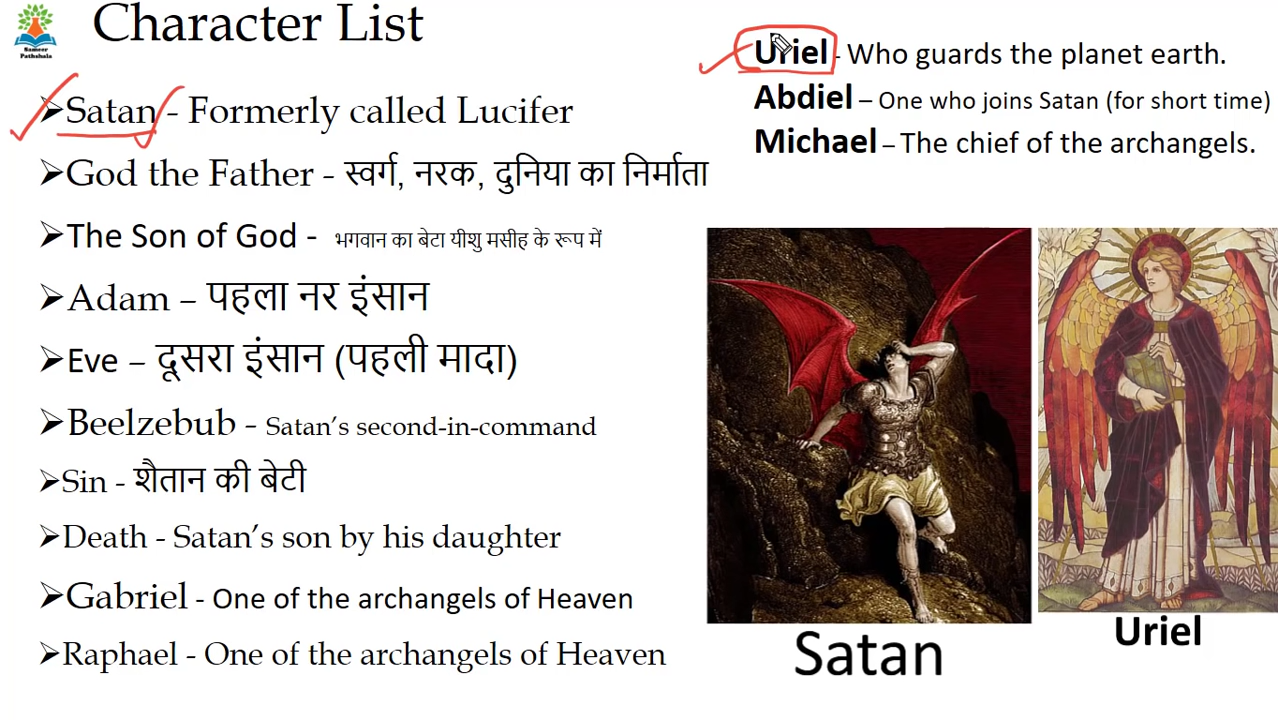 Sameer
Pathshala
Character List
➢Satan - Formerly called Lucifer
➢God the Father - स्वर्ग, नरक, दुनिया का निर्माता
➢The Son of God - भगवान का बेटा यीशु मसीह के रूप में
➢Adam – पहला नर इंसान
➢Eve – दूसरा इंसान (पहली मादा)
➢Beelzebub - Satan’s second-in-command
➢Sin - शैतान की बेटी
➢Death - Satan’s son by his daughter
➢Gabriel - One of the archangels of Heaven
➢Raphael - One of the archangels of Heaven
Uriel - Who guards the planet earth.
Abdiel – One who joins Satan (for short time)
Michael – The chief of the archangels.
Satan
Uriel